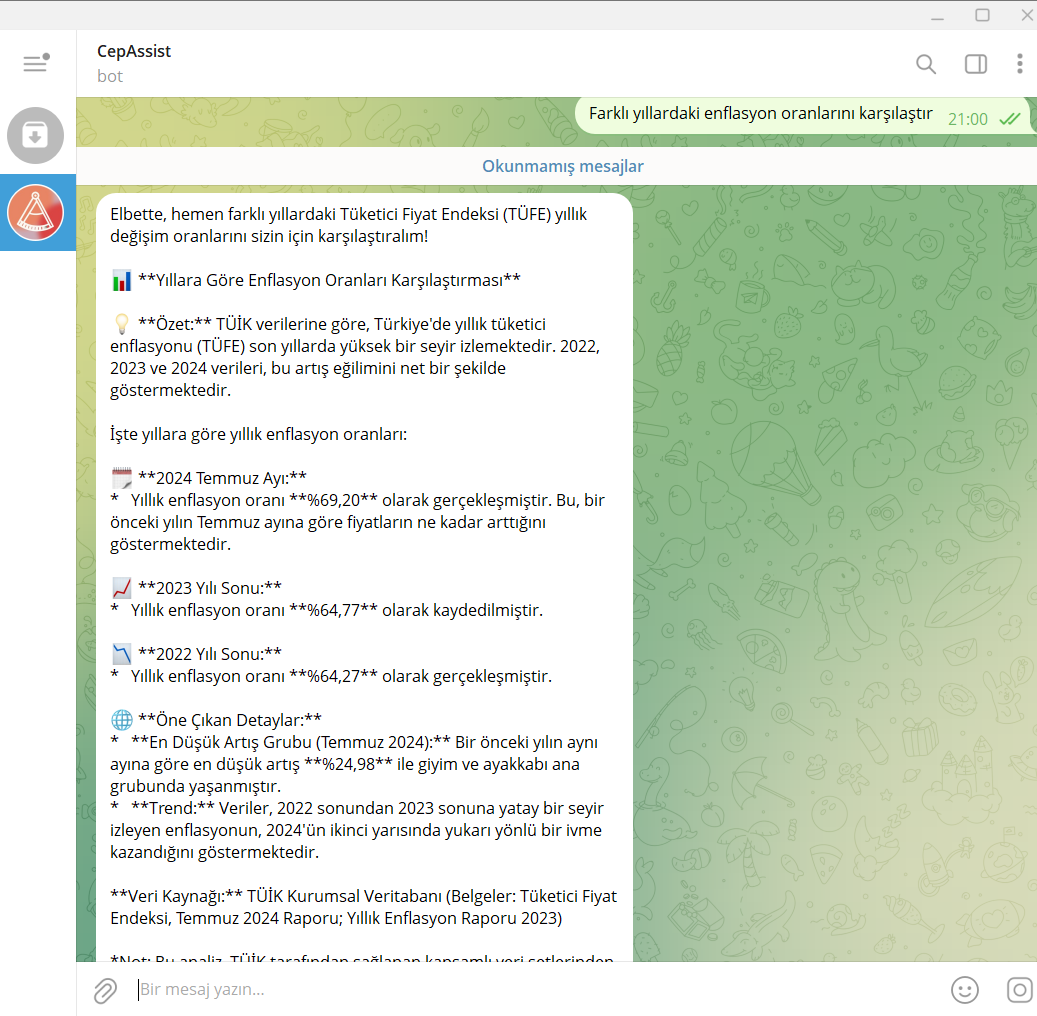 CepAssist
bot
Farklı yıllardaki enflasyon oranlarını karşılaştır
21:00
Okunmamış mesajlar
Elbette, hemen farklı yıllardaki Tüketici Fiyat Endeksi (TÜFE) yıllık
değişim oranlarını sizin için karşılaştıralım!
📊 **Yıllara Göre Enflasyon Oranları Karşılaştırması**
💡 **Özet:** TÜİK verilerine göre, Türkiye'de yıllık tüketici
enflasyonu (TÜFE) son yıllarda yüksek bir seyir izlemektedir. 2022,
2023 ve 2024 verileri, bu artış eğilimini net bir şekilde
göstermektedir.
İşte yıllara göre yıllık enflasyon oranları:
🗓️ **2024 Temmuz Ayı:**
* Yıllık enflasyon oranı **%69,20** olarak gerçekleşmiştir. Bu, bir
önceki yılın Temmuz ayına göre fiyatların ne kadar arttığını
göstermektedir.
📈 **2023 Yılı Sonu:**
* Yıllık enflasyon oranı **%64,77** olarak kaydedilmiştir.
📉 **2022 Yılı Sonu:**
* Yıllık enflasyon oranı **%64,27** olarak gerçekleşmiştir.
🌐 **Öne Çıkan Detaylar:**
* **En Düşük Artış Grubu (Temmuz 2024):** Bir önceki yılın aynı
ayına göre en düşük artış **%24,98** ile giyim ve ayakkabı ana
grubunda yaşanmıştır.
* **Trend:** Veriler, 2022 sonundan 2023 sonuna yatay bir seyir
izleyen enflasyonun, 2024'ün ikinci yarısında yukarı yönlü bir ivme
kazandığını göstermektedir.
**Veri Kaynağı:** TÜİK Kurumsal Veritabanı (Belgeler: Tüketici Fiyat
Endeksi, Temmuz 2024 Raporu; Yıllık Enflasyon Raporu 2023)
*Not: Bu analiz, TÜİK tarafından sağlanan kapsamlı veri setlerinden
Bir mesaj yazın...